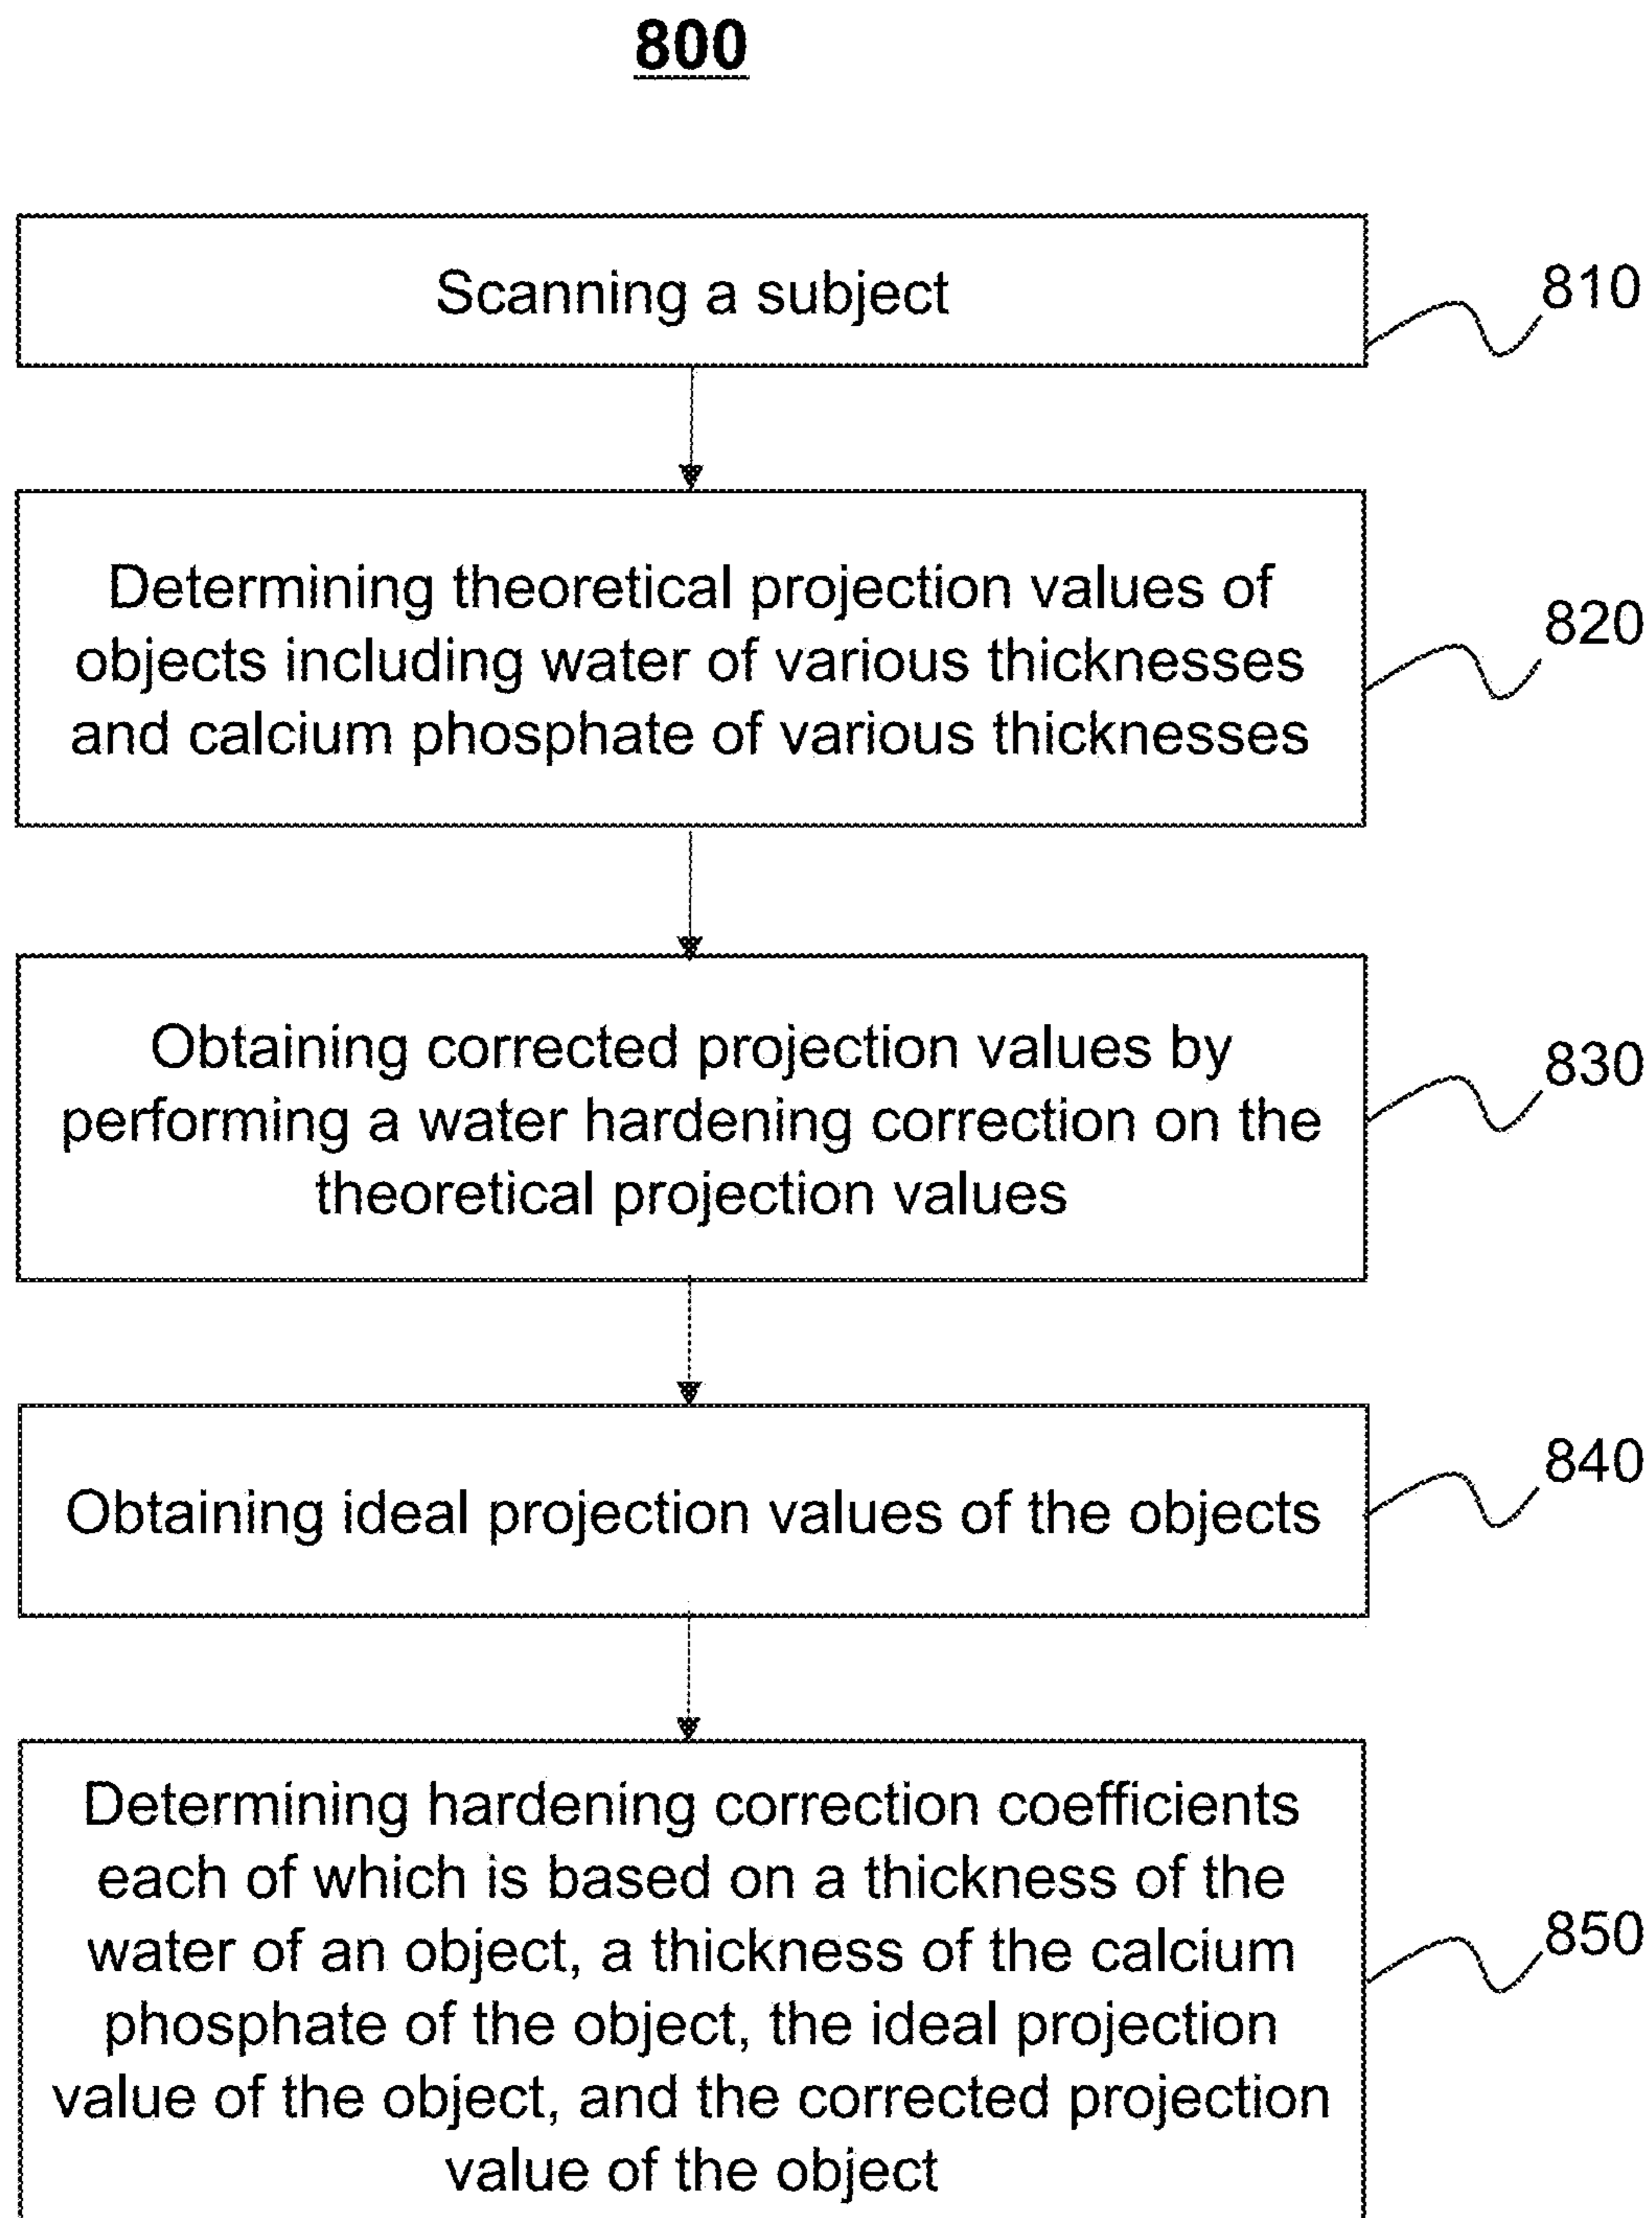 800
Scanning a subject
810
Determining theoretical projection values of
objects including water of various thicknesses
and calcium phosphate of various thicknesses
820
Obtaining corrected projection values by
performing a water hardening correction on the
theoretical projection values
830
Obtaining ideal projection values of the objects
840
Determining hardening correction coefficients
each of which is based on a thickness of the
water of an object, a thickness of the calcium
phosphate of the object, the ideal projection
value of the object, and the corrected projection
value of the object
850